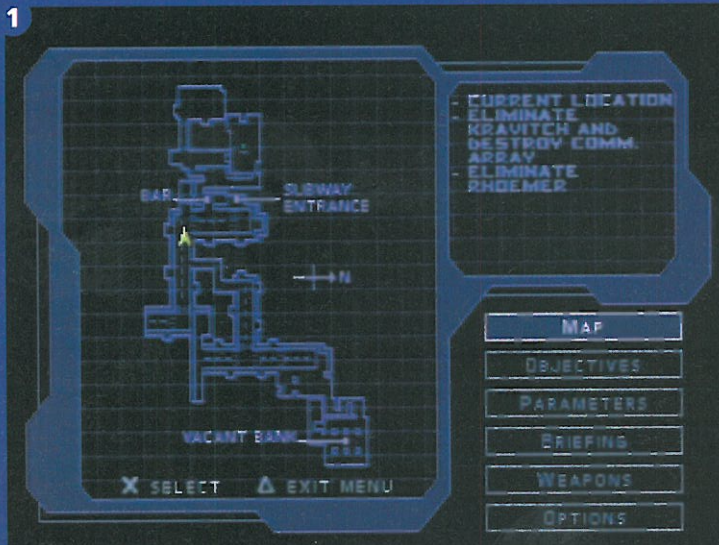 1
- CURRENT LOCATION
- ELIMINATE
KRAVITCH AND
DESTROY COMM.
ARRAY
- ELIMINATE
RHOEMER
BAR
SUBWAY
ENTRANCE
N
VACANT BANK
X SELECT Δ EXIT MENU
MAP
OBJECTIVES
PARAMETERS
BRIEFING
WEAPONS
OPTIONS